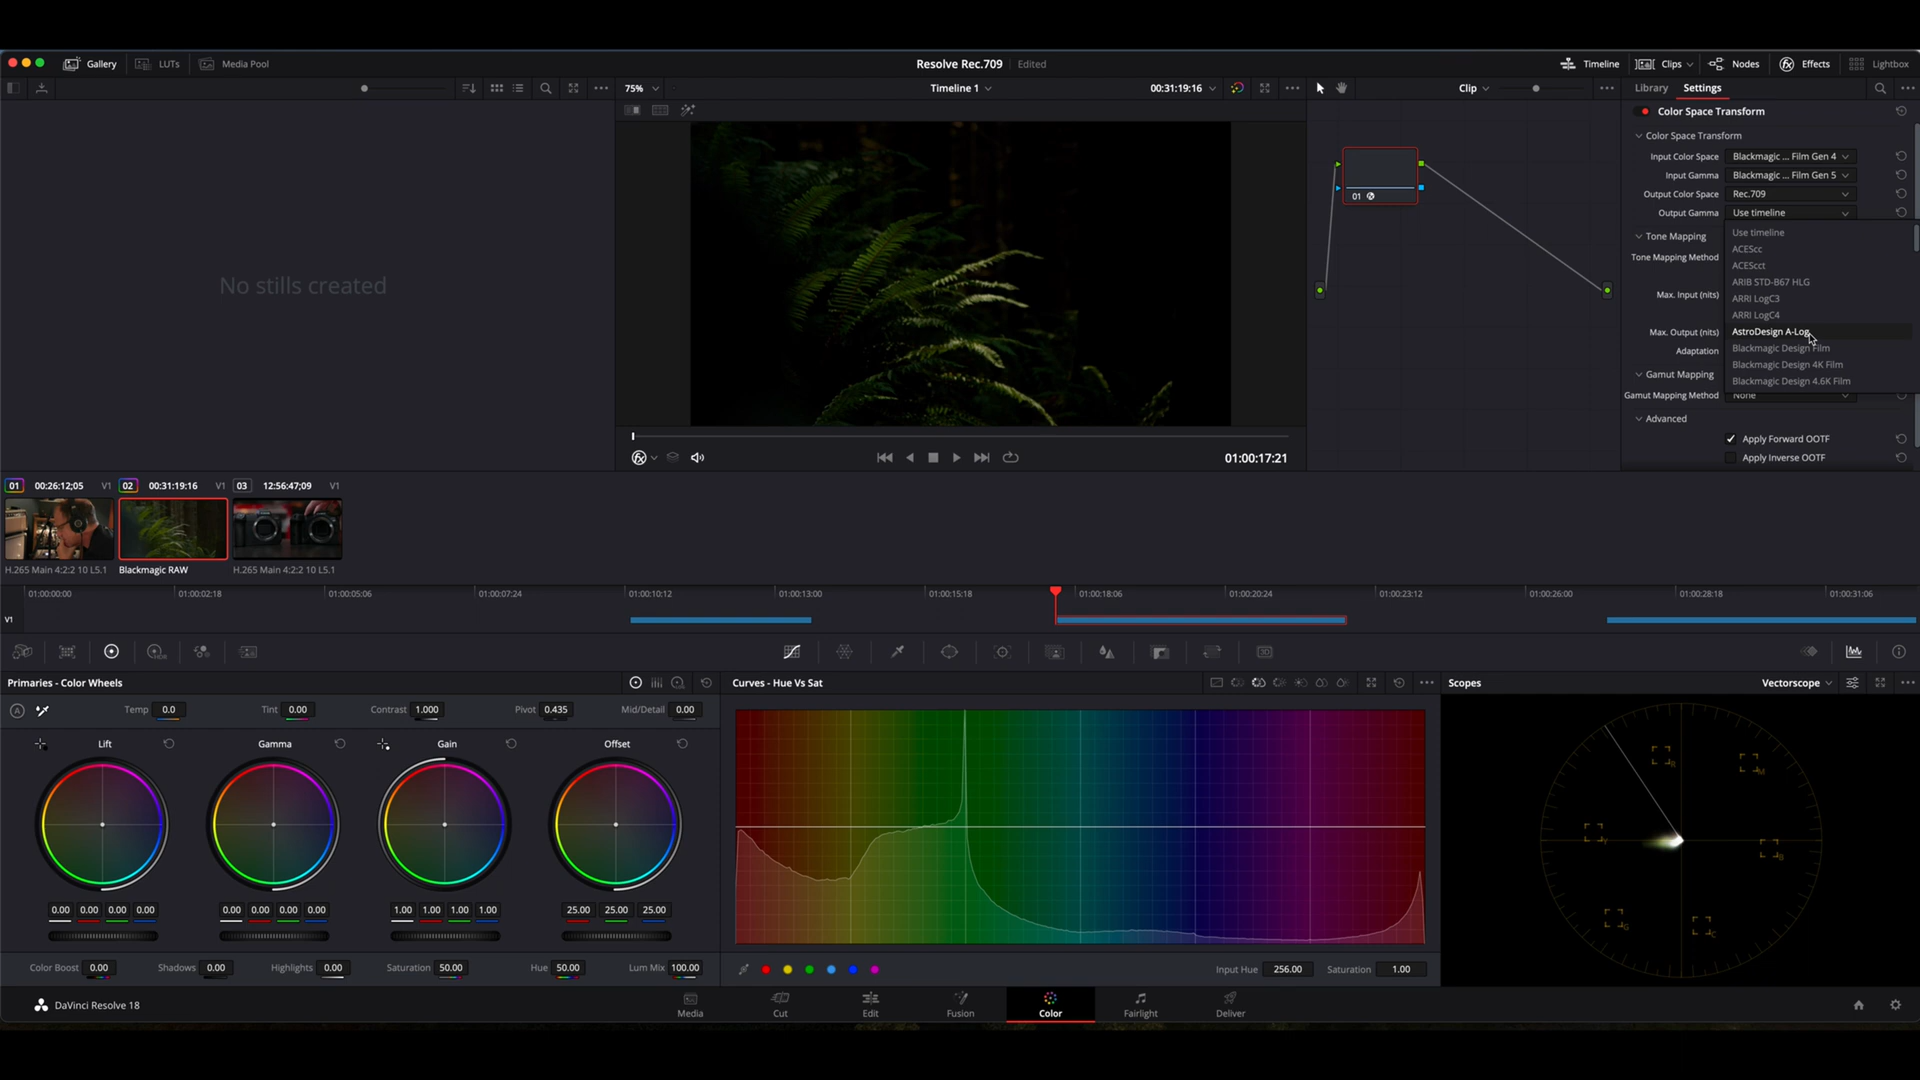 Gallery LUTs Media Pool Resolve Rec.709 Edited Timeline Clips Nodes Effects Lightbox
75% Timeline 1 00:31:19:16 Clip Library Settings
Color Space Transform
Color Space Transform
Input Color Space Blackmagic ... Film Gen 4
Input Gamma Blackmagic ... Film Gen 5
Output Color Space Rec.709
Output Gamma Use timeline
Use timeline
ACEScc
ACEScct
ARIB STD-B67 HLG
ARRI LogC3
ARRI LogC4
AstroDesign A-Log
Blackmagic Design Film
Blackmagic Design 4K Film
Blackmagic Design 4.6K Film
Tone Mapping
Tone Mapping Method
Max. Input (nits)
Max. Output (nits)
Adaptation
Gamut Mapping
Gamut Mapping Method None
Advanced
Apply Forward OOTF
Apply Inverse OOTF
No stills created
01
01:00:17:21
01 00:26:12;05 V1 02 00:31:19:16 V1 03 12:56:47;09 V1
H.265 Main 4:2:2 10 L5.1 Blackmagic RAW H.265 Main 4:2:2 10 L5.1
01:00:00:00 01:00:02:18 01:00:05:06 01:00:07:24 01:00:10:12 01:00:13:00 01:00:15:18 01:00:18:06 01:00:20:24 01:00:23:12 01:00:26:00 01:00:28:18 01:00:31:06
V1
Primaries - Color Wheels Curves - Hue Vs Sat Scopes Vectorscope
A Temp 0.0 Tint 0.00 Contrast 1.000 Pivot 0.435 Mid/Detail 0.00
Lift Gamma Gain Offset
0.00 0.00 0.00 0.00 0.00 0.00 0.00 0.00 1.00 1.00 1.00 1.00 25.00 25.00 25.00
Color Boost 0.00 Shadows 0.00 Highlights 0.00 Saturation 50.00 Hue 50.00 Lum Mix 100.00
Input Hue 256.00 Saturation 1.00
R
M
Y
B
G
C
DaVinci Resolve 18
Media Cut Edit Fusion Color Fairlight Deliver